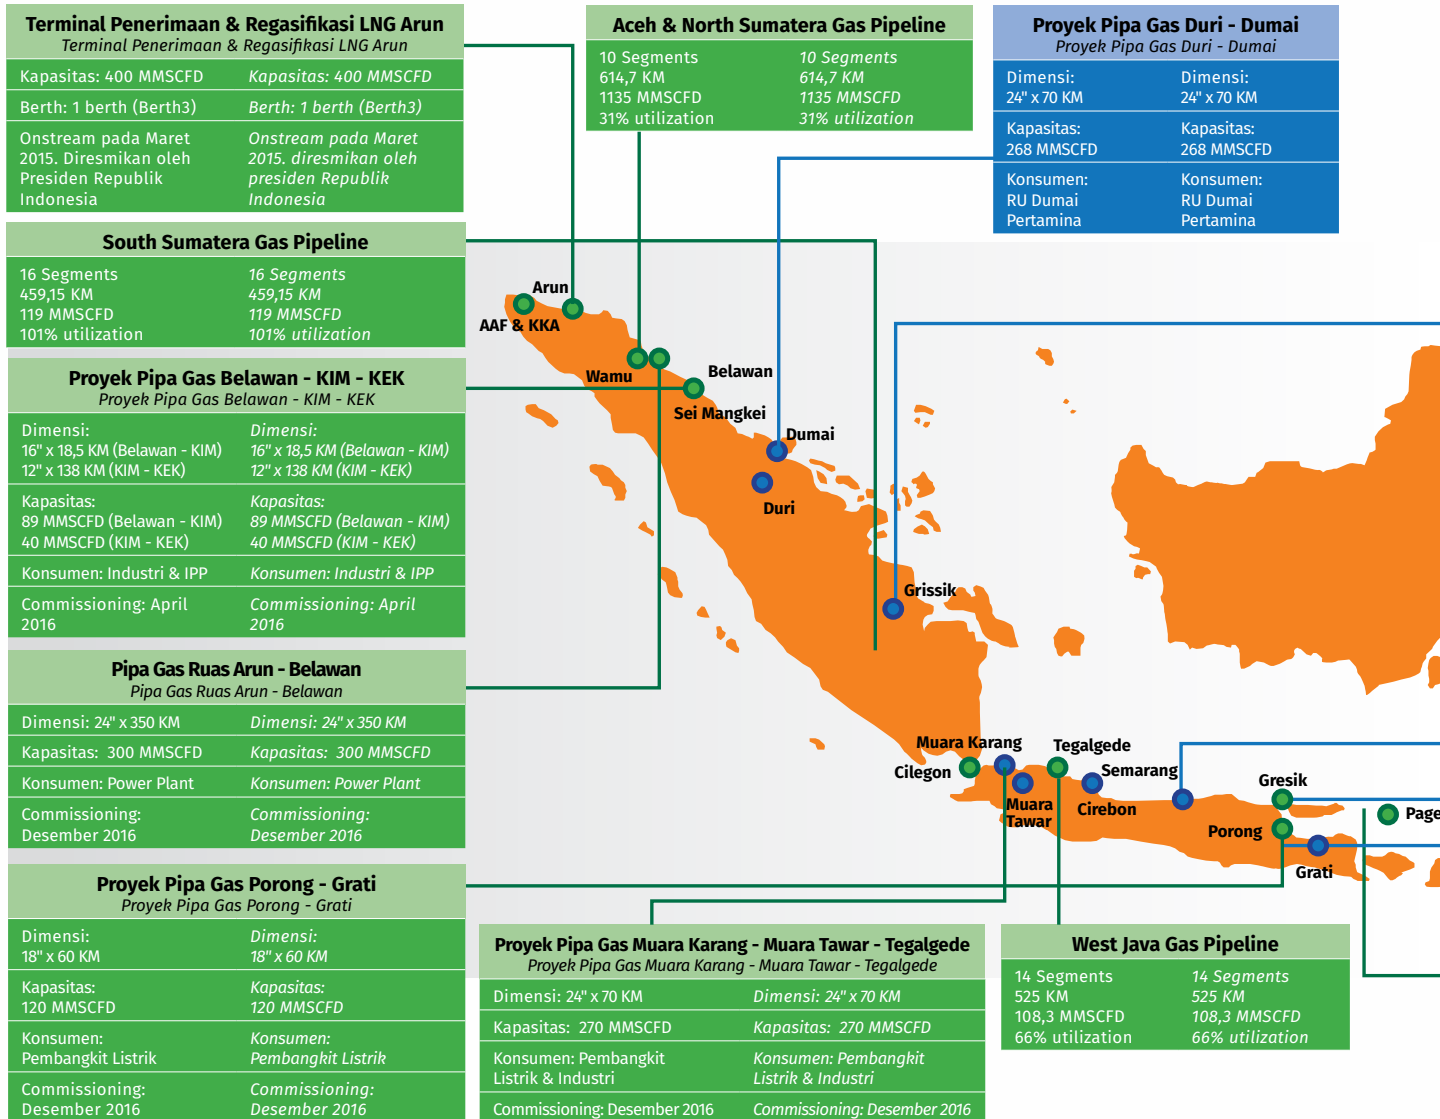 Terminal Penerimaan & Regasifikasi LNG Arun
Terminal Penerimaan & Regasifikasi LNG Arun
Kapasitas: 400 MMSCFD
Kapasitas: 400 MMSCFD
Berth: 1 berth (Berth3)
Berth: 1 berth (Berth3)
Onstream pada Maret
2015. Diresmikan oleh
Presiden Republik
Indonesia
Onstream pada Maret
2015. diresmikan oleh
presiden Republik
Indonesia
Aceh & North Sumatera Gas Pipeline
10 Segments
614,7 KM
1135 MMSCFD
31% utilization
10 Segments
614,7 KM
1135 MMSCFD
31% utilization
Proyek Pipa Gas Duri - Dumai
Proyek Pipa Gas Duri - Dumai
Dimensi:
24" x 70 KM
Dimensi:
24" x 70 KM
Kapasitas:
268 MMSCFD
Kapasitas:
268 MMSCFD
Konsumen:
RU Dumai
Pertamina
Konsumen:
RU Dumai
Pertamina
South Sumatera Gas Pipeline
16 Segments
459,15 KM
119 MMSCFD
101% utilization
16 Segments
459,15 KM
119 MMSCFD
101% utilization
Proyek Pipa Gas Belawan - KIM - KEK
Proyek Pipa Gas Belawan - KIM - KEK
Dimensi:
16" x 18,5 KM (Belawan - KIM)
12" x 138 KM (KIM - KEK)
Dimensi:
16" x 18,5 KM (Belawan - KIM)
12" x 138 KM (KIM - KEK)
Kapasitas:
89 MMSCFD (Belawan - KIM)
40 MMSCFD (KIM - KEK)
Kapasitas:
89 MMSCFD (Belawan - KIM)
40 MMSCFD (KIM - KEK)
Konsumen: Industri & IPP
Konsumen: Industri & IPP
Commissioning: April
2016
Commissioning: April
2016
Pipa Gas Ruas Arun - Belawan
Pipa Gas Ruas Arun - Belawan
Dimensi: 24" x 350 KM
Dimensi: 24" x 350 KM
Kapasitas: 300 MMSCFD
Kapasitas: 300 MMSCFD
Konsumen: Power Plant
Konsumen: Power Plant
Commissioning:
Desember 2016
Commissioning:
Desember 2016
Proyek Pipa Gas Porong - Grati
Proyek Pipa Gas Porong - Grati
Dimensi:
18" x 60 KM
Dimensi:
18" x 60 KM
Kapasitas:
120 MMSCFD
Kapasitas:
120 MMSCFD
Konsumen:
Pembangkit Listrik
Konsumen:
Pembangkit Listrik
Commissioning:
Desember 2016
Commissioning:
Desember 2016
Arun
AAF & KKA
Wamu
Belawan
Sei Mangkei
Dumai
Duri
Grissik
Muara Karang
Cilegon
Muara
Tawar
Tegalgede
Semarang
Cirebon
Gresik
Porong
Grati
Page
Proyek Pipa Gas Muara Karang - Muara Tawar - Tegalgede
Proyek Pipa Gas Muara Karang - Muara Tawar - Tegalgede
Dimensi: 24" x 70 KM
Dimensi: 24" x 70 KM
Kapasitas: 270 MMSCFD
Kapasitas: 270 MMSCFD
Konsumen: Pembangkit
Listrik & Industri
Konsumen: Pembangkit
Listrik & Industri
Commissioning: Desember 2016
Commissioning: Desember 2016
West Java Gas Pipeline
14 Segments
525 KM
108,3 MMSCFD
66% utilization
14 Segments
525 KM
108,3 MMSCFD
66% utilization